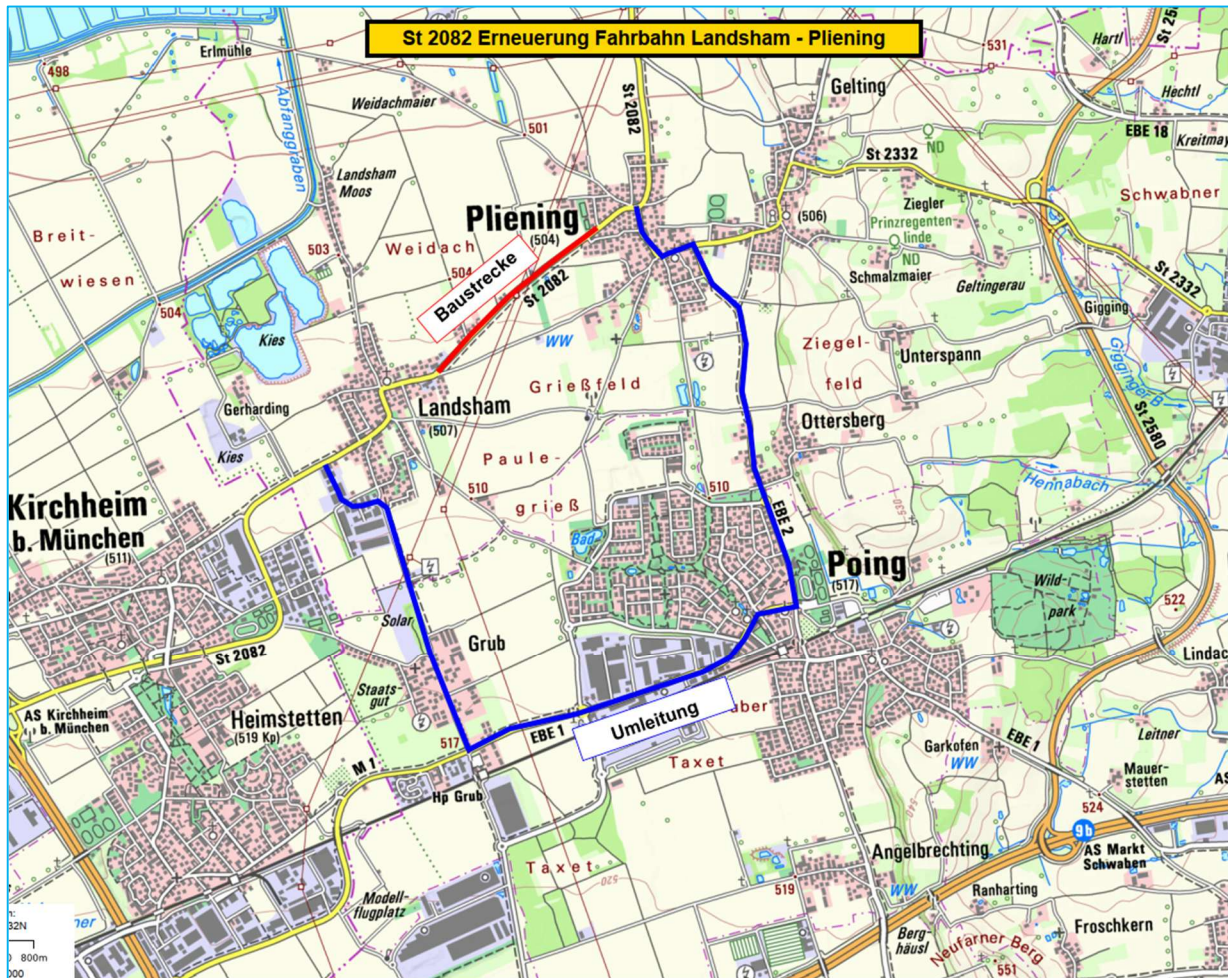 St 2082 Erneuerung Fahrbahn Landsham - Pliening
Erlmühle
498
Abfanggraben
Weidachmaier
501
St 2082
Gelting
531
Hartl
Hechtl
EBE 18
Kreitmay
ND
St 2332
Landsham
Moos
Pliening
(504)
(506)
Ziegler
Prinzregenten
linde
ND
Schwabner
Breit-
wiesen
503
Weidach
504
St 2082
Baustrecke
Schmalzmaier
Geltingerau
St 2332
504
Kies
Gigging
WW
Ziegel-
feld
Unterspann
Gigginger B
Grießfeld
Gerharding
Landsham
(507)
Ottersberg
St 2580
Kies
Paule-
grieß
510
510
Hennabach
530
Kirchheim
b. München
(511)
Bad
EBE 2
Poing
(517)
Wild-
park
522
Solar
Grub
St 2082
Lindac
AS Kirchheim
b. München
Heimstetten
(519 Kp)
Staats-
gut
517
EBE 1
Umleitung
uber
EBE 1
Leitner
Garkofen
WW
M 1
Taxet
Hp Grub
Mauer-
stetten
524
9b
AS Markt
Schwaben
Angelbrechting
Taxet
520
519
WW
Ranharting
Modell-
flugplatz
Berg-
häusl
Froschkern
Neufarner Berg
551
32N
800m
000